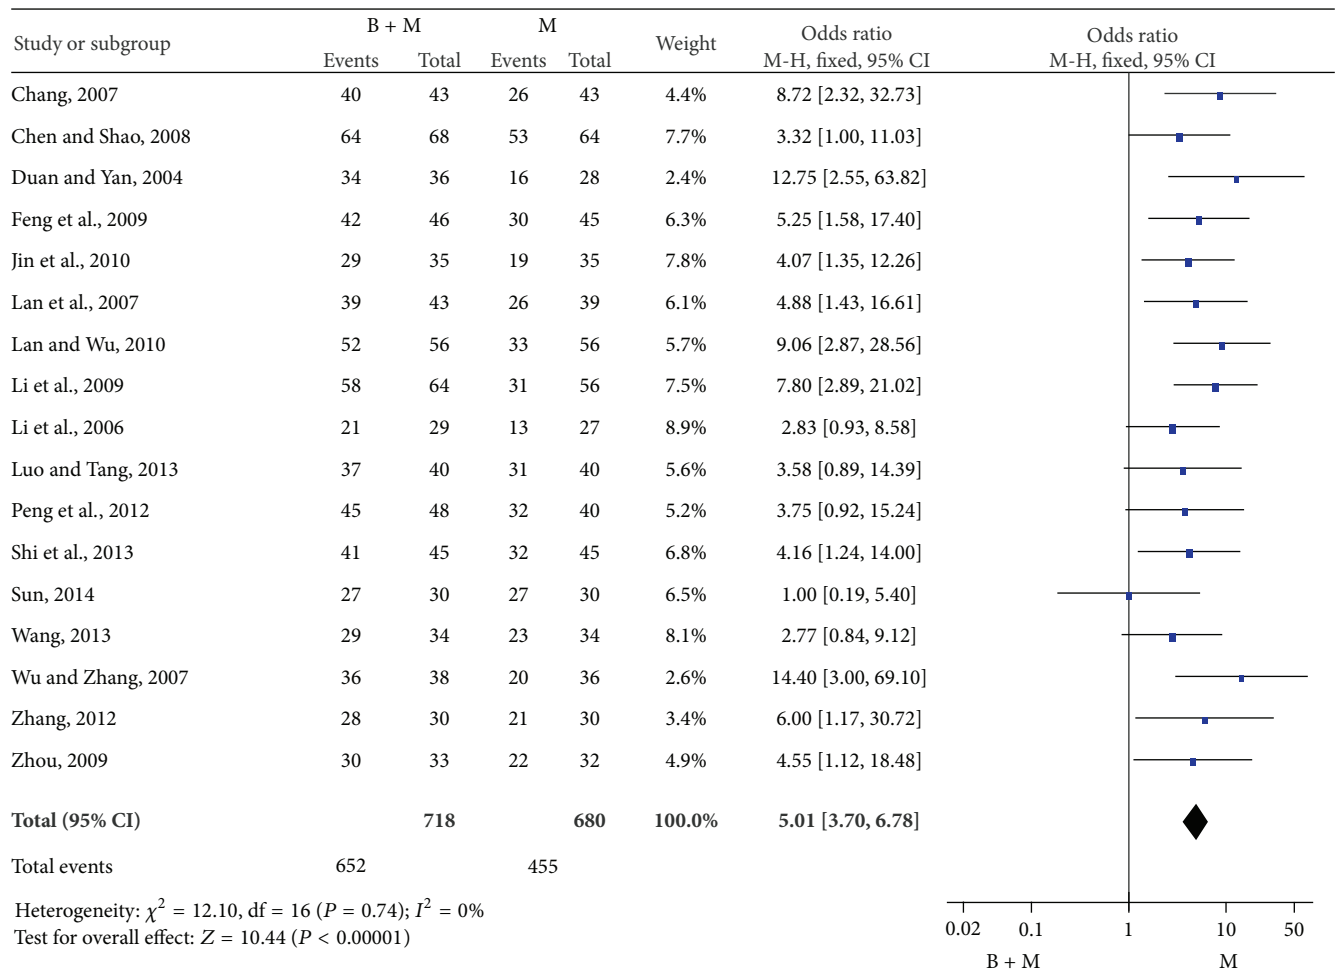 Study or subgroup B + M M Weight Odds ratio Odds ratio
Events Total Events Total M-H, fixed, 95% CI M-H, fixed, 95% CI
Chang, 2007 40 43 26 43 4.4% 8.72 [2.32, 32.73]
Chen and Shao, 2008 64 68 53 64 7.7% 3.32 [1.00, 11.03]
Duan and Yan, 2004 34 36 16 28 2.4% 12.75 [2.55, 63.82]
Feng et al., 2009 42 46 30 45 6.3% 5.25 [1.58, 17.40]
Jin et al., 2010 29 35 19 35 7.8% 4.07 [1.35, 12.26]
Lan et al., 2007 39 43 26 39 6.1% 4.88 [1.43, 16.61]
Lan and Wu, 2010 52 56 33 56 5.7% 9.06 [2.87, 28.56]
Li et al., 2009 58 64 31 56 7.5% 7.80 [2.89, 21.02]
Li et al., 2006 21 29 13 27 8.9% 2.83 [0.93, 8.58]
Luo and Tang, 2013 37 40 31 40 5.6% 3.58 [0.89, 14.39]
Peng et al., 2012 45 48 32 40 5.2% 3.75 [0.92, 15.24]
Shi et al., 2013 41 45 32 45 6.8% 4.16 [1.24, 14.00]
Sun, 2014 27 30 27 30 6.5% 1.00 [0.19, 5.40]
Wang, 2013 29 34 23 34 8.1% 2.77 [0.84, 9.12]
Wu and Zhang, 2007 36 38 20 36 2.6% 14.40 [3.00, 69.10]
Zhang, 2012 28 30 21 30 3.4% 6.00 [1.17, 30.72]
Zhou, 2009 30 33 22 32 4.9% 4.55 [1.12, 18.48]
Total (95% CI) 718 680 100.0% 5.01 [3.70, 6.78]
Total events 652 455
Heterogeneity: χ² = 12.10, df = 16 (P = 0.74); I² = 0%
Test for overall effect: Z = 10.44 (P < 0.00001)
0.02 0.1 1 10 50
B + M M